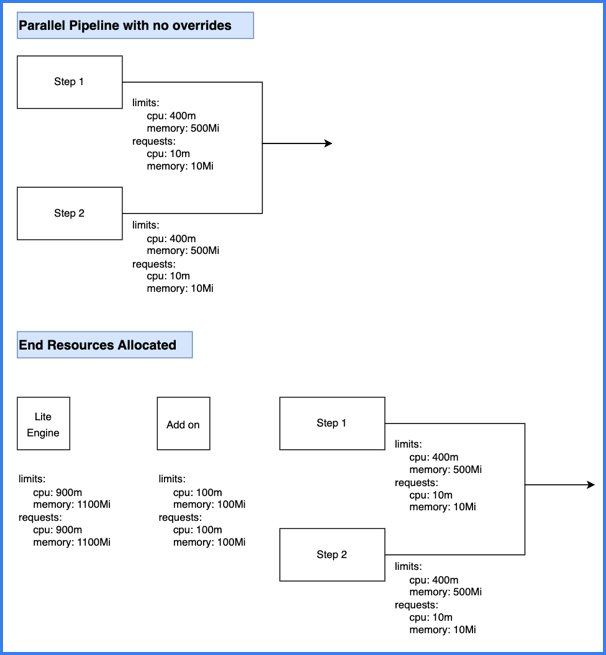 Parallel Pipeline with no overrides
Step 1
limits:
cpu: 400m
memory: 500Mi
requests:
cpu: 10m
memory: 10Mi
Step 2
limits:
cpu: 400m
memory: 500Mi
requests:
cpu: 10m
memory: 10Mi
End Resources Allocated
Lite
Engine
limits:
cpu: 900m
memory: 1100Mi
requests:
cpu: 900m
memory: 1100Mi
Add on
limits:
cpu: 100m
memory: 100Mi
requests:
cpu: 100m
memory: 100Mi
Step 1
limits:
cpu: 400m
memory: 500Mi
requests:
cpu: 10m
memory: 10Mi
Step 2
limits:
cpu: 400m
memory: 500Mi
requests:
cpu: 10m
memory: 10Mi